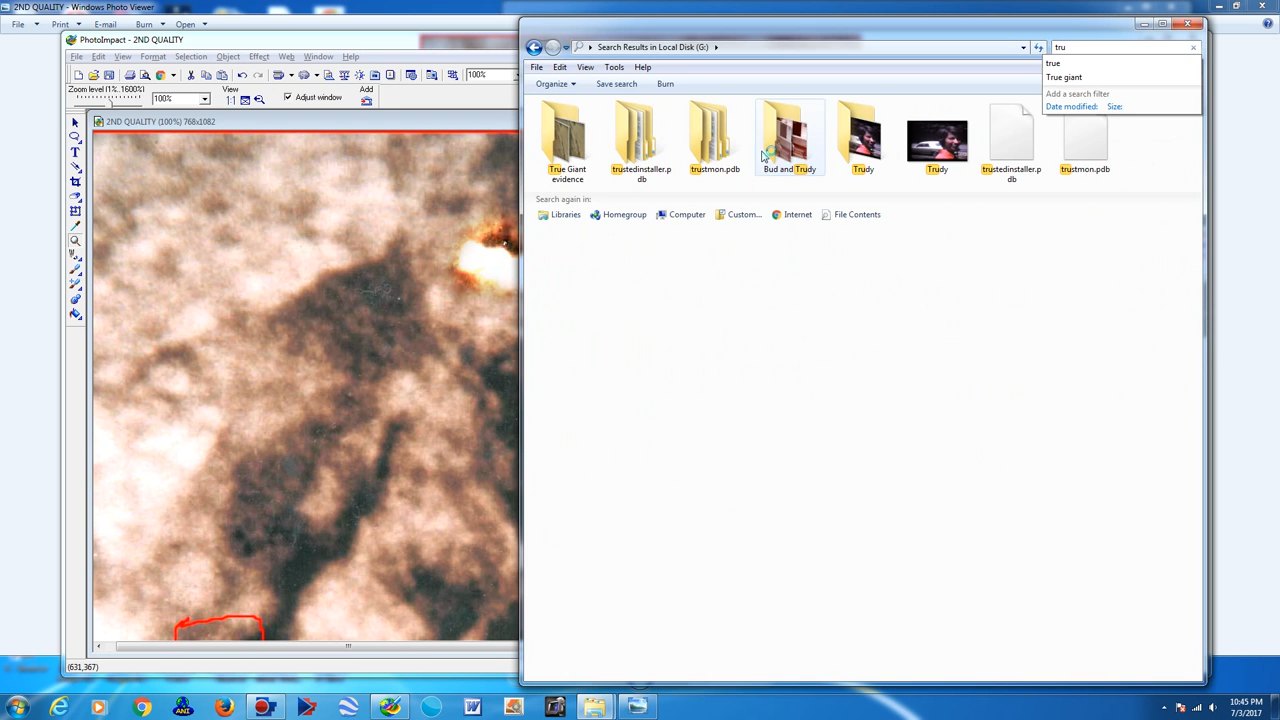 2ND QUALITY - Windows Photo Viewer
File Print E-mail Burn Open
PhotoImpact - 2ND QUALITY
File Edit View Format Selection Object Effect Web Window Help
100%
Zoom level (1%..1600%) View Add
100% 1:1 Adjust window
2ND QUALITY (100%) 768x1082
(631,367)
Search Results in Local Disk (G:)
tru
true
True giant
Add a search filter
Date modified: Size:
File Edit View Tools Help
Organize Save search Burn
True Giant evidence
trustedinstaller.pdb
trustmon.pdb
Bud and Trudy
Trudy
Trudy
trustedinstaller.pdb
trustmon.pdb
Search again in:
Libraries Homegroup Computer Custom... Internet File Contents
ANI
10:45 PM
7/3/2017